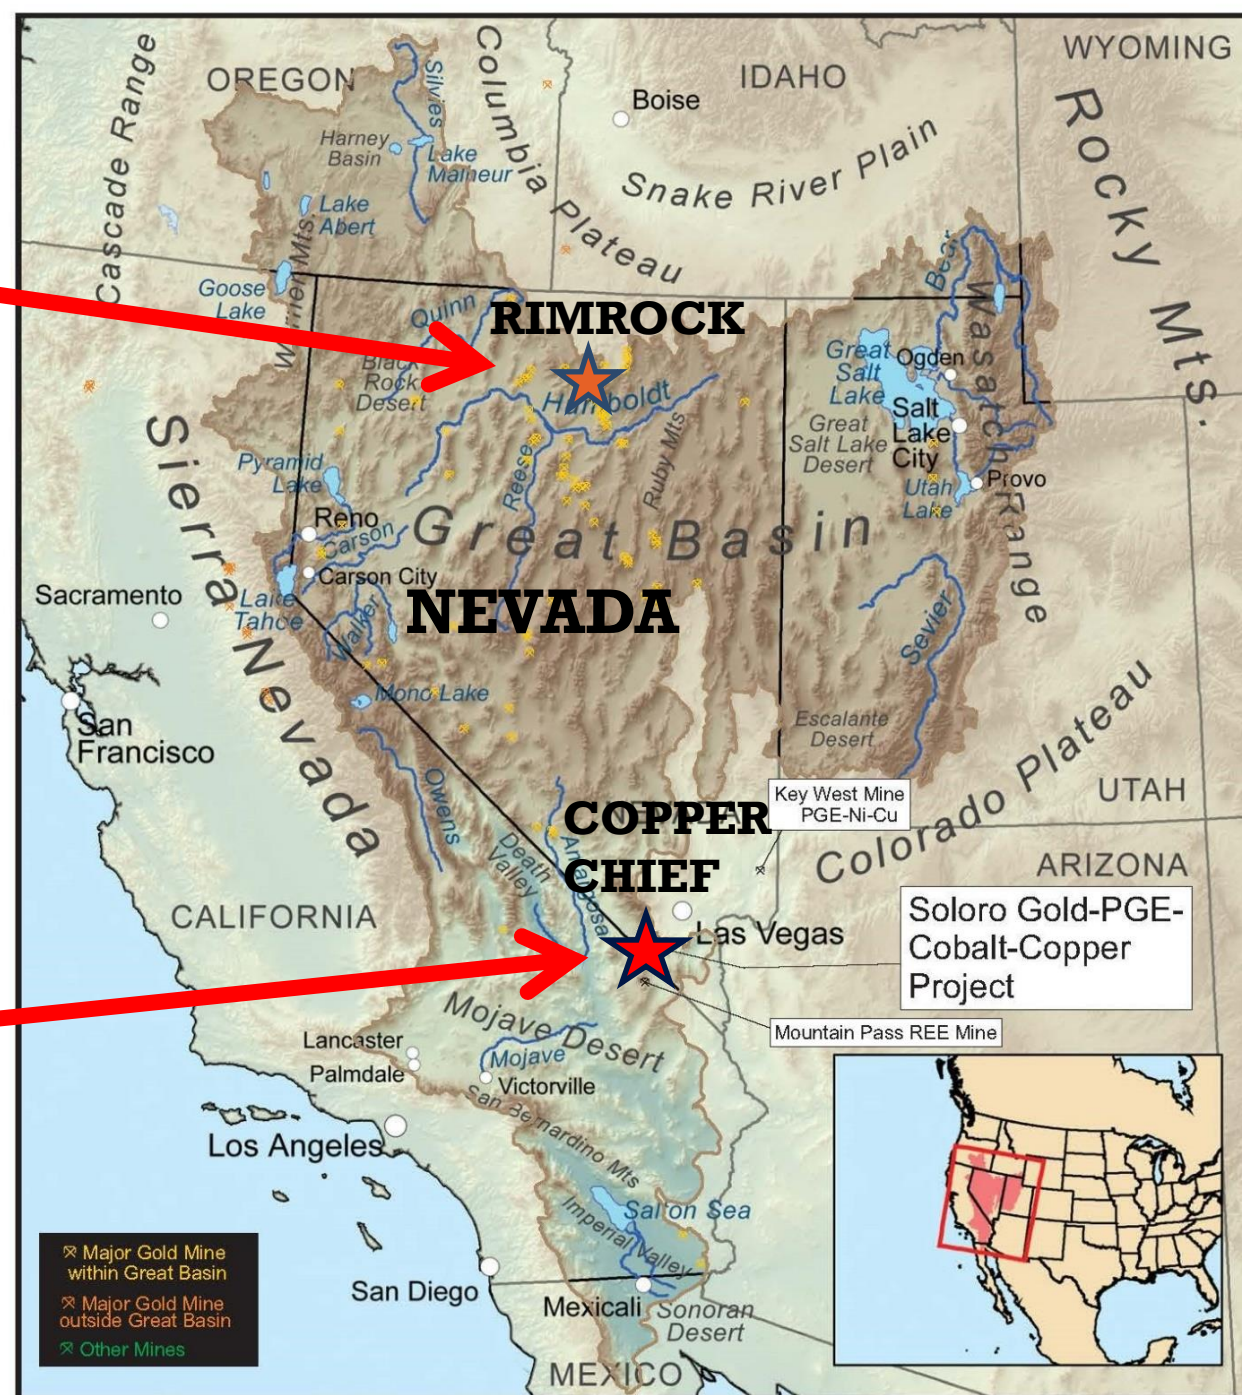 WYOMING
OREGON
IDAHO
Cascade Range
Silvies
Columbia Plateau
Boise
Rocky Mts.
Harney
Basin
Lake
Malheur
Snake River Plain
Lake
Abert
Warner Mts.
Goose
Lake
Bear
Quinn
RIMROCK
Wasatch Range
Black
Rock
Desert
Humboldt
Great
Salt
Lake
Ogden
Salt
Lake
City
Great
Salt Lake
Desert
Sierra Nevada
Pyramid
Lake
Reese
Ruby Mts
Utah
Lake
Provo
Reno
Carson
Great Basin
Carson City
Sacramento
Lake
Tahoe
NEVADA
Walker
Sevier
Mono Lake
San
Francisco
Escalante
Desert
Colorado Plateau
Owens
Key West Mine
PGE-Ni-Cu
UTAH
NEVADA
COPPER
CHIEF
Death
Valley
Amargosa
ARIZONA
CALIFORNIA
Las Vegas
Soloro Gold-PGE-
Cobalt-Copper
Project
Mojave Desert
Mountain Pass REE Mine
Lancaster
Palmdale
Mojave
Victorville
San Bernardino Mts
Los Angeles
Salton Sea
Imperial Valley
Major Gold Mine
within Great Basin
Major Gold Mine
outside Great Basin
Other Mines
San Diego
Mexicali
Sonoran
Desert
MEXICO